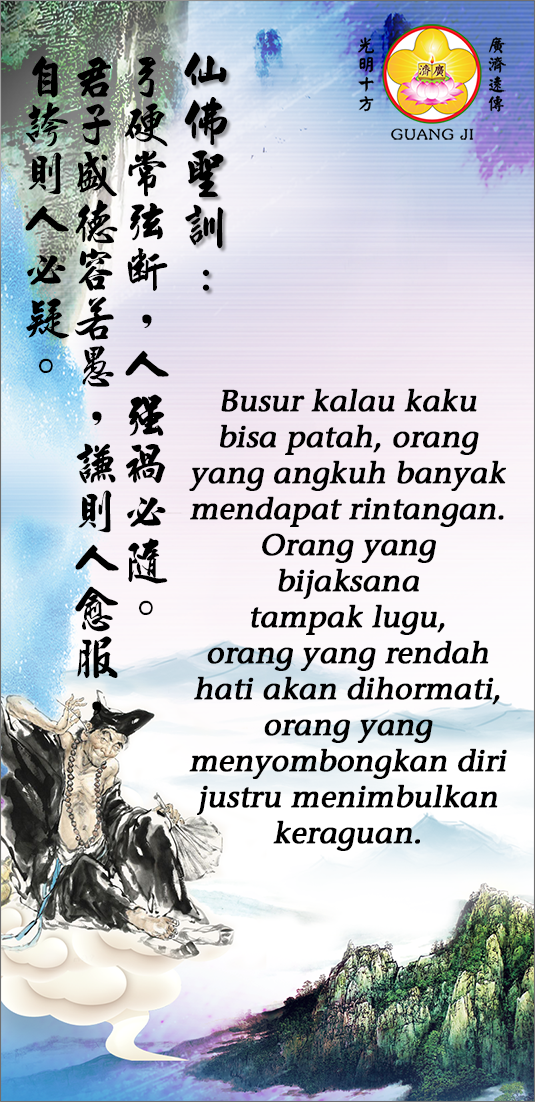 仙佛聖訓：
弓硬常弦断，人强禍必隨。
君子盛德容若愚，謙則人愈服
自誇則人必疑。
廣濟遠傳
光明十方
廣濟
GUANG JI
Busur kalau kaku
bisa patah, orang
yang angkuh banyak
mendapat rintangan.
Orang yang
bijaksana
tampak lugu,
orang yang rendah
hati akan dihormati,
orang yang
menyombongkan diri
justru menimbulkan
keraguan.